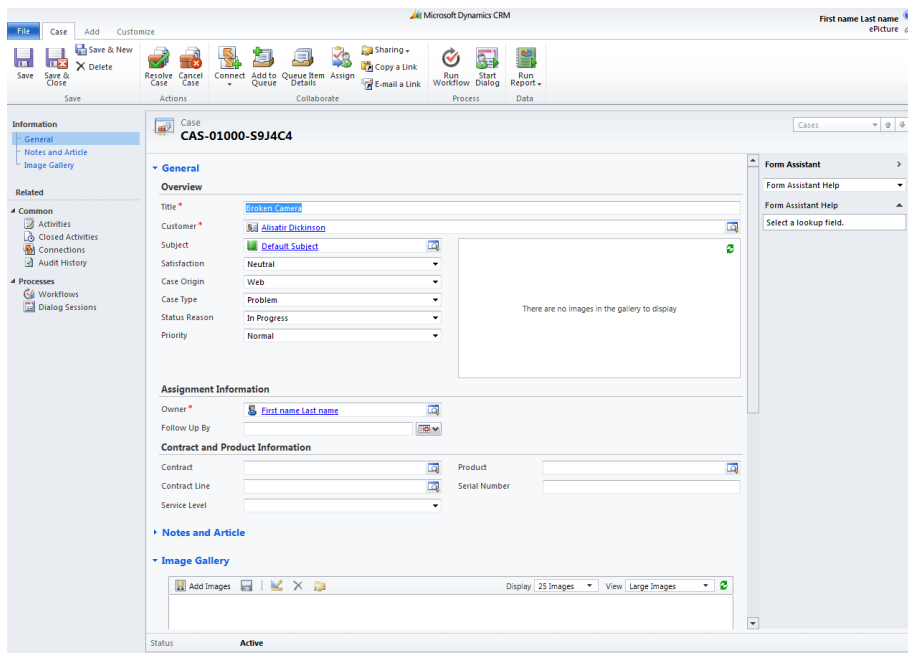 Microsoft Dynamics CRM
First name Last name
ePicture
File Case Add Customize
Save
Save & Close
Save & New
Delete
Save
Resolve Case
Cancel Case
Actions
Connect
Add to Queue
Queue Item Details
Assign
Sharing
Copy a Link
E-mail a Link
Collaborate
Run Workflow
Start Dialog
Process
Run Report
Data
Information
General
Notes and Article
Image Gallery
Related
Common
Activities
Closed Activities
Connections
Audit History
Processes
Workflows
Dialog Sessions
Case
CAS-01000-S9J4C4
Cases
General
Overview
Title * Broken Camera
Customer * Alisatir Dickinson
Subject Default Subject
Satisfaction Neutral
Case Origin Web
Case Type Problem
Status Reason In Progress
Priority Normal
There are no images in the gallery to display
Assignment Information
Owner * First name Last name
Follow Up By
Contract and Product Information
Contract Product
Contract Line Serial Number
Service Level
Notes and Article
Image Gallery
Add Images Display 25 Images View Large Images
Form Assistant
Form Assistant Help
Form Assistant Help
Select a lookup field.
Status Active